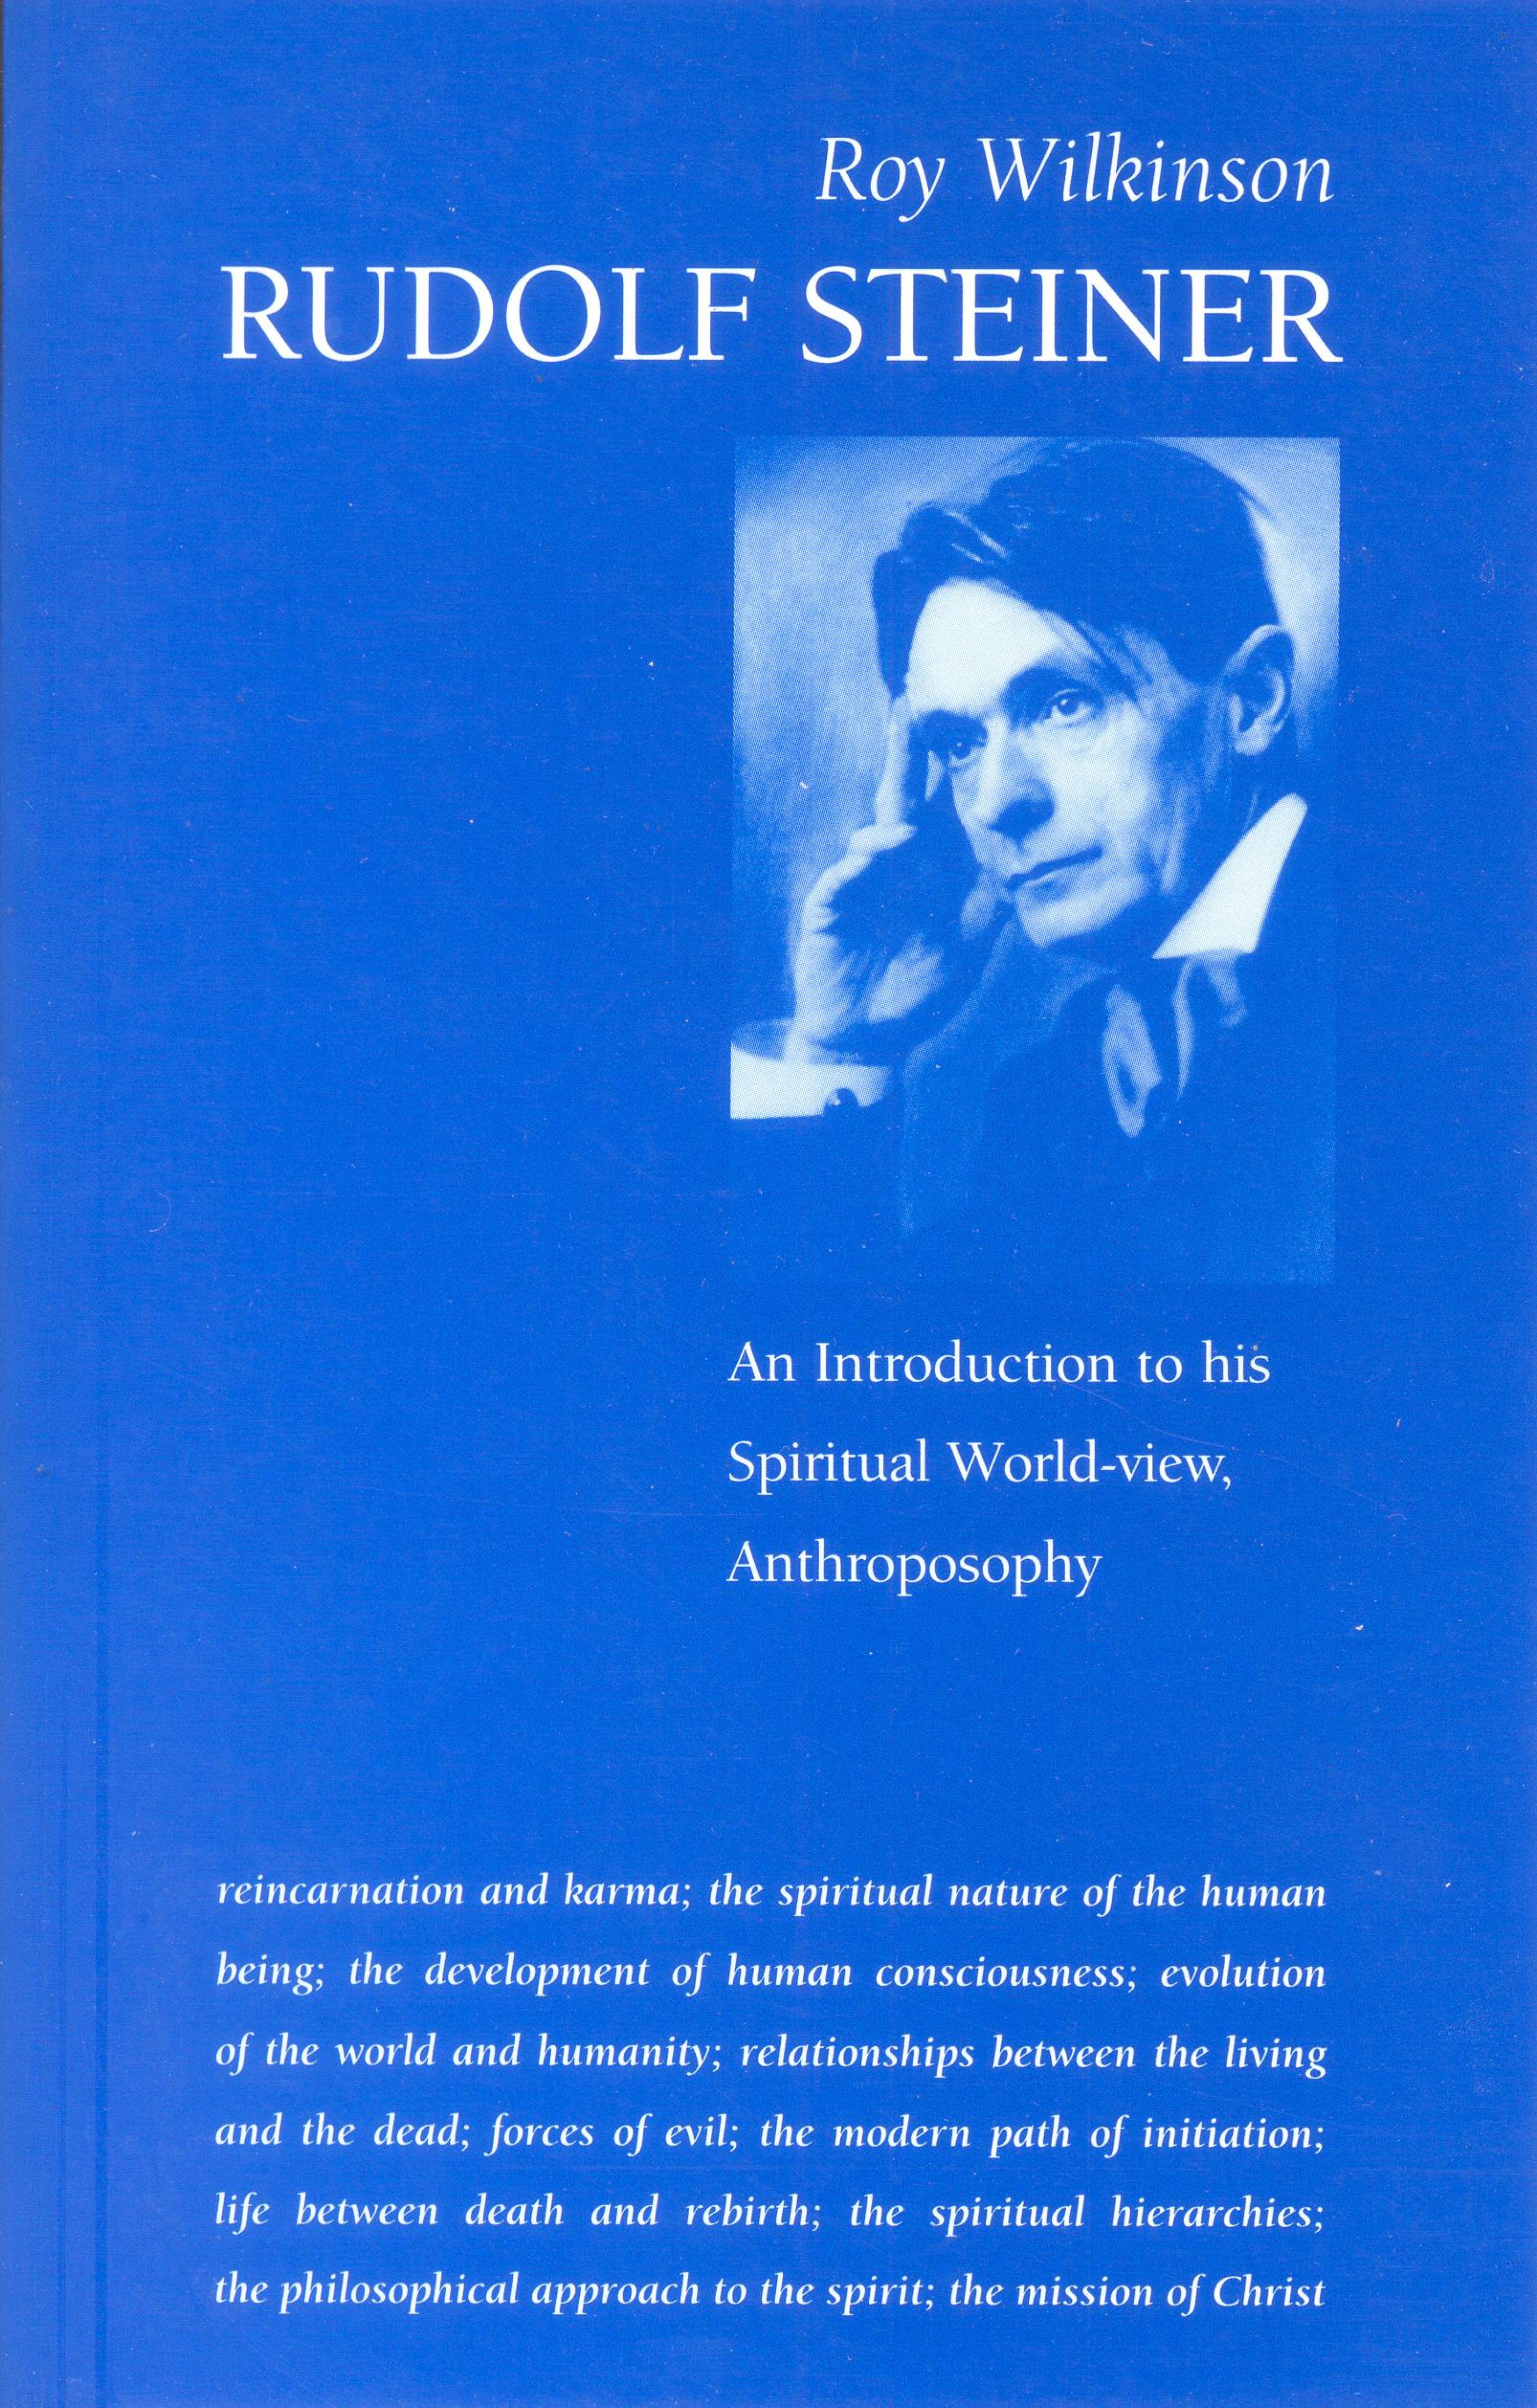 Roy Wilkinson
RUDOLF STEINER
An Introduction to his
Spiritual World-view,
Anthroposophy
reincarnation and karma; the spiritual nature of the human
being; the development of human consciousness; evolution
of the world and humanity; relationships between the living
and the dead; forces of evil; the modern path of initiation;
life between death and rebirth; the spiritual hierarchies;
the philosophical approach to the spirit; the mission of Christ